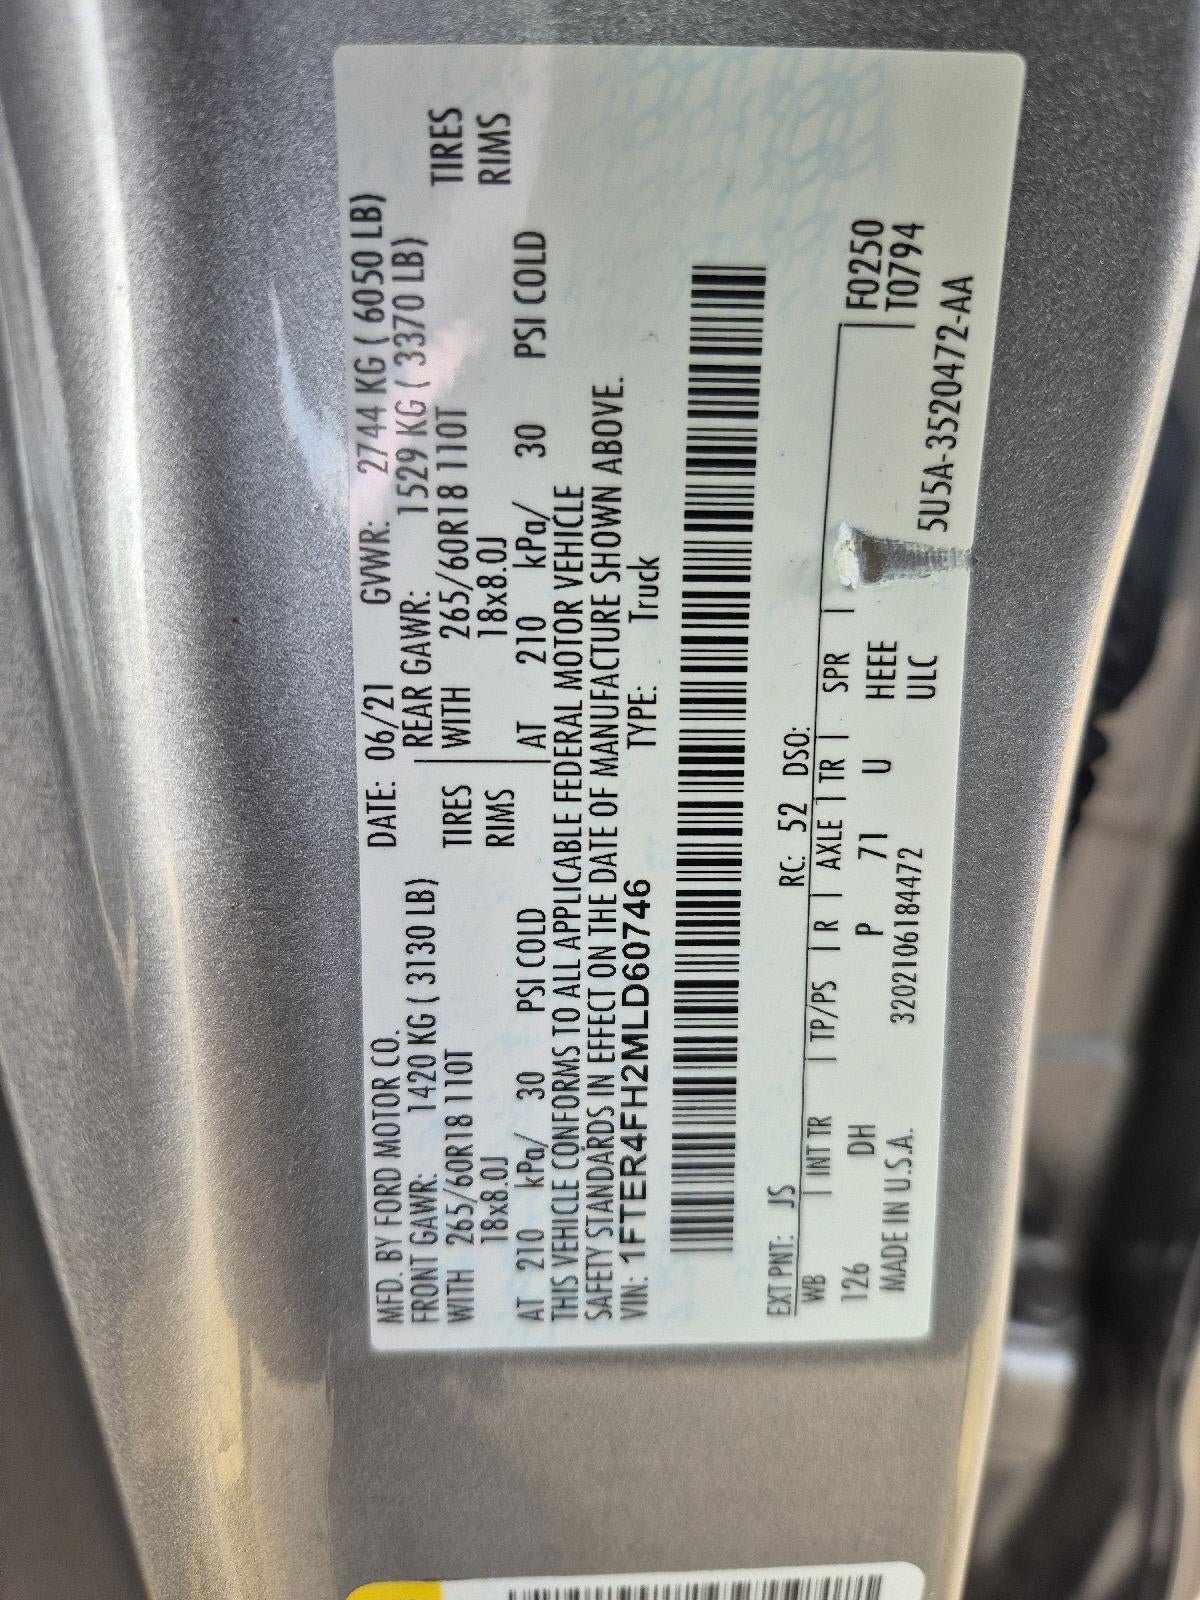 MFD. BY FORD MOTOR CO. DATE: 06/21 GVWR: 2744 KG ( 6050 LB)
FRONT GAWR: 1420 KG ( 3130 LB) REAR GAWR: 1529 KG ( 3370 LB)
WITH 265/60R18 110T TIRES WITH 265/60R18 110T TIRES
18x8.0J RIMS 18x8.0J RIMS
AT 210 kPa/ 30 PSI COLD AT 210 kPa/ 30 PSI COLD
THIS VEHICLE CONFORMS TO ALL APPLICABLE FEDERAL MOTOR VEHICLE
SAFETY STANDARDS IN EFFECT ON THE DATE OF MANUFACTURE SHOWN ABOVE.
VIN: 1FTER4FH2MLD60746 TYPE: Truck
EXT PNT: JS RC: 52 DSO:
WB | INT TR | TP/PS | R | AXLE | TR | SPR | F0250
126 DH P 71 U HEEE T0794
MADE IN U.S.A. 3202106184472 ULC
5U5A-3520472-AA